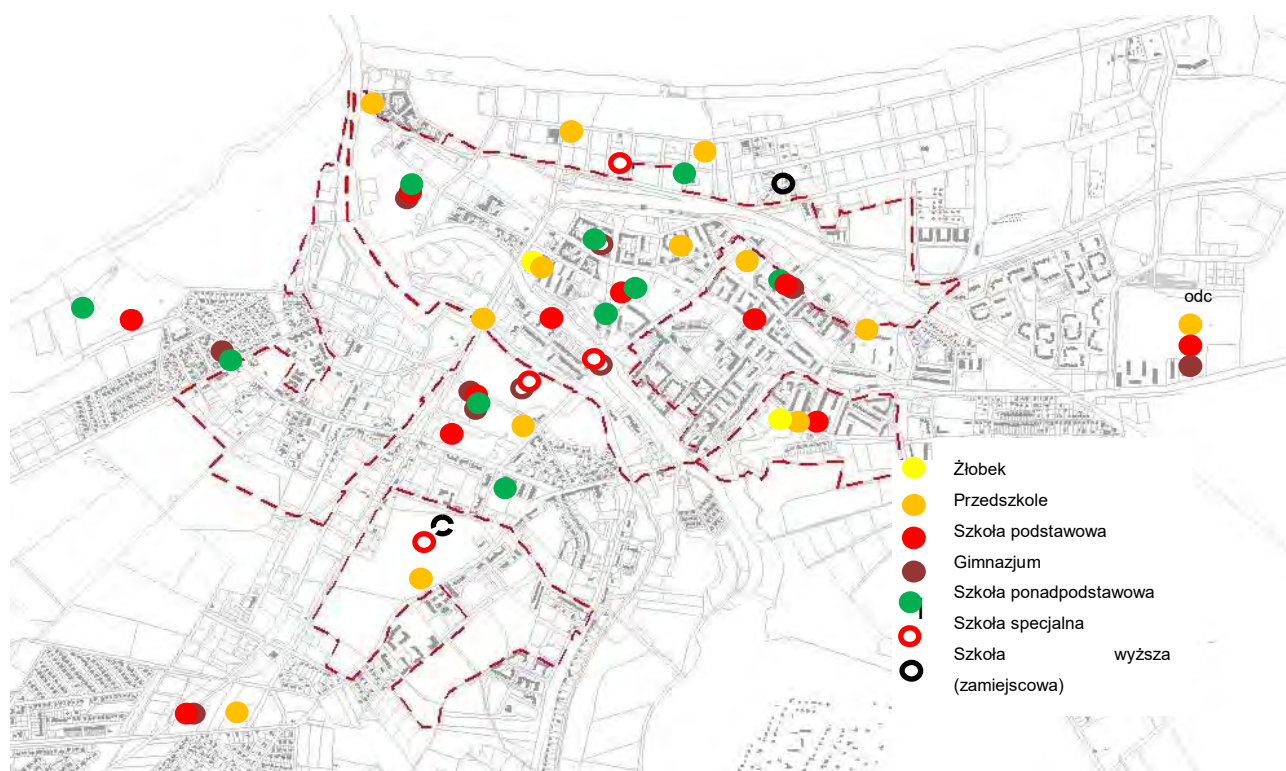 odc
Żłobek
Przedszkole
Szkoła podstawowa
Gimnazjum
Szkoła ponadpodstawowa
Szkoła specjalna
Szkoła wyższa
(zamiejscowa)